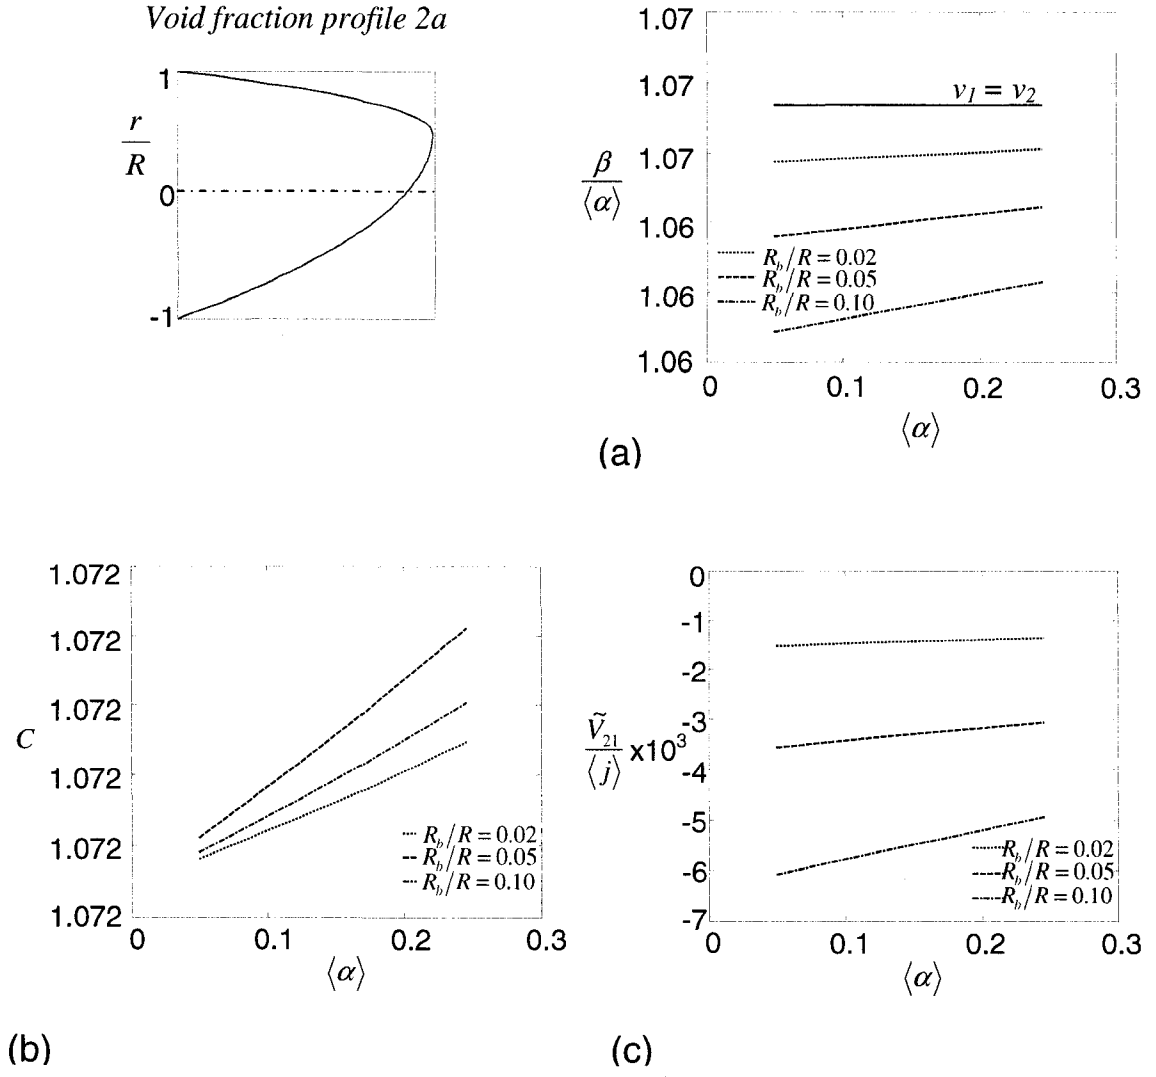 Void fraction profile 2a
1
r
R
0
-1
1.07
1.07
1.07
1.06
1.06
1.06
β
⟨α⟩
v₁ = v₂
R_b/R = 0.02
R_b/R = 0.05
R_b/R = 0.10
0
0.1
0.2
0.3
⟨α⟩
(a)
1.072
1.072
1.072
1.072
1.072
1.072
C
R_b/R = 0.02
R_b/R = 0.05
R_b/R = 0.10
0
0.1
0.2
0.3
⟨α⟩
(b)
0
-1
-2
-3
-4
-5
-6
-7
Ṽ₂₁
⟨j⟩
x10³
R_b/R = 0.02
R_b/R = 0.05
R_b/R = 0.10
0
0.1
0.2
0.3
⟨α⟩
(c)